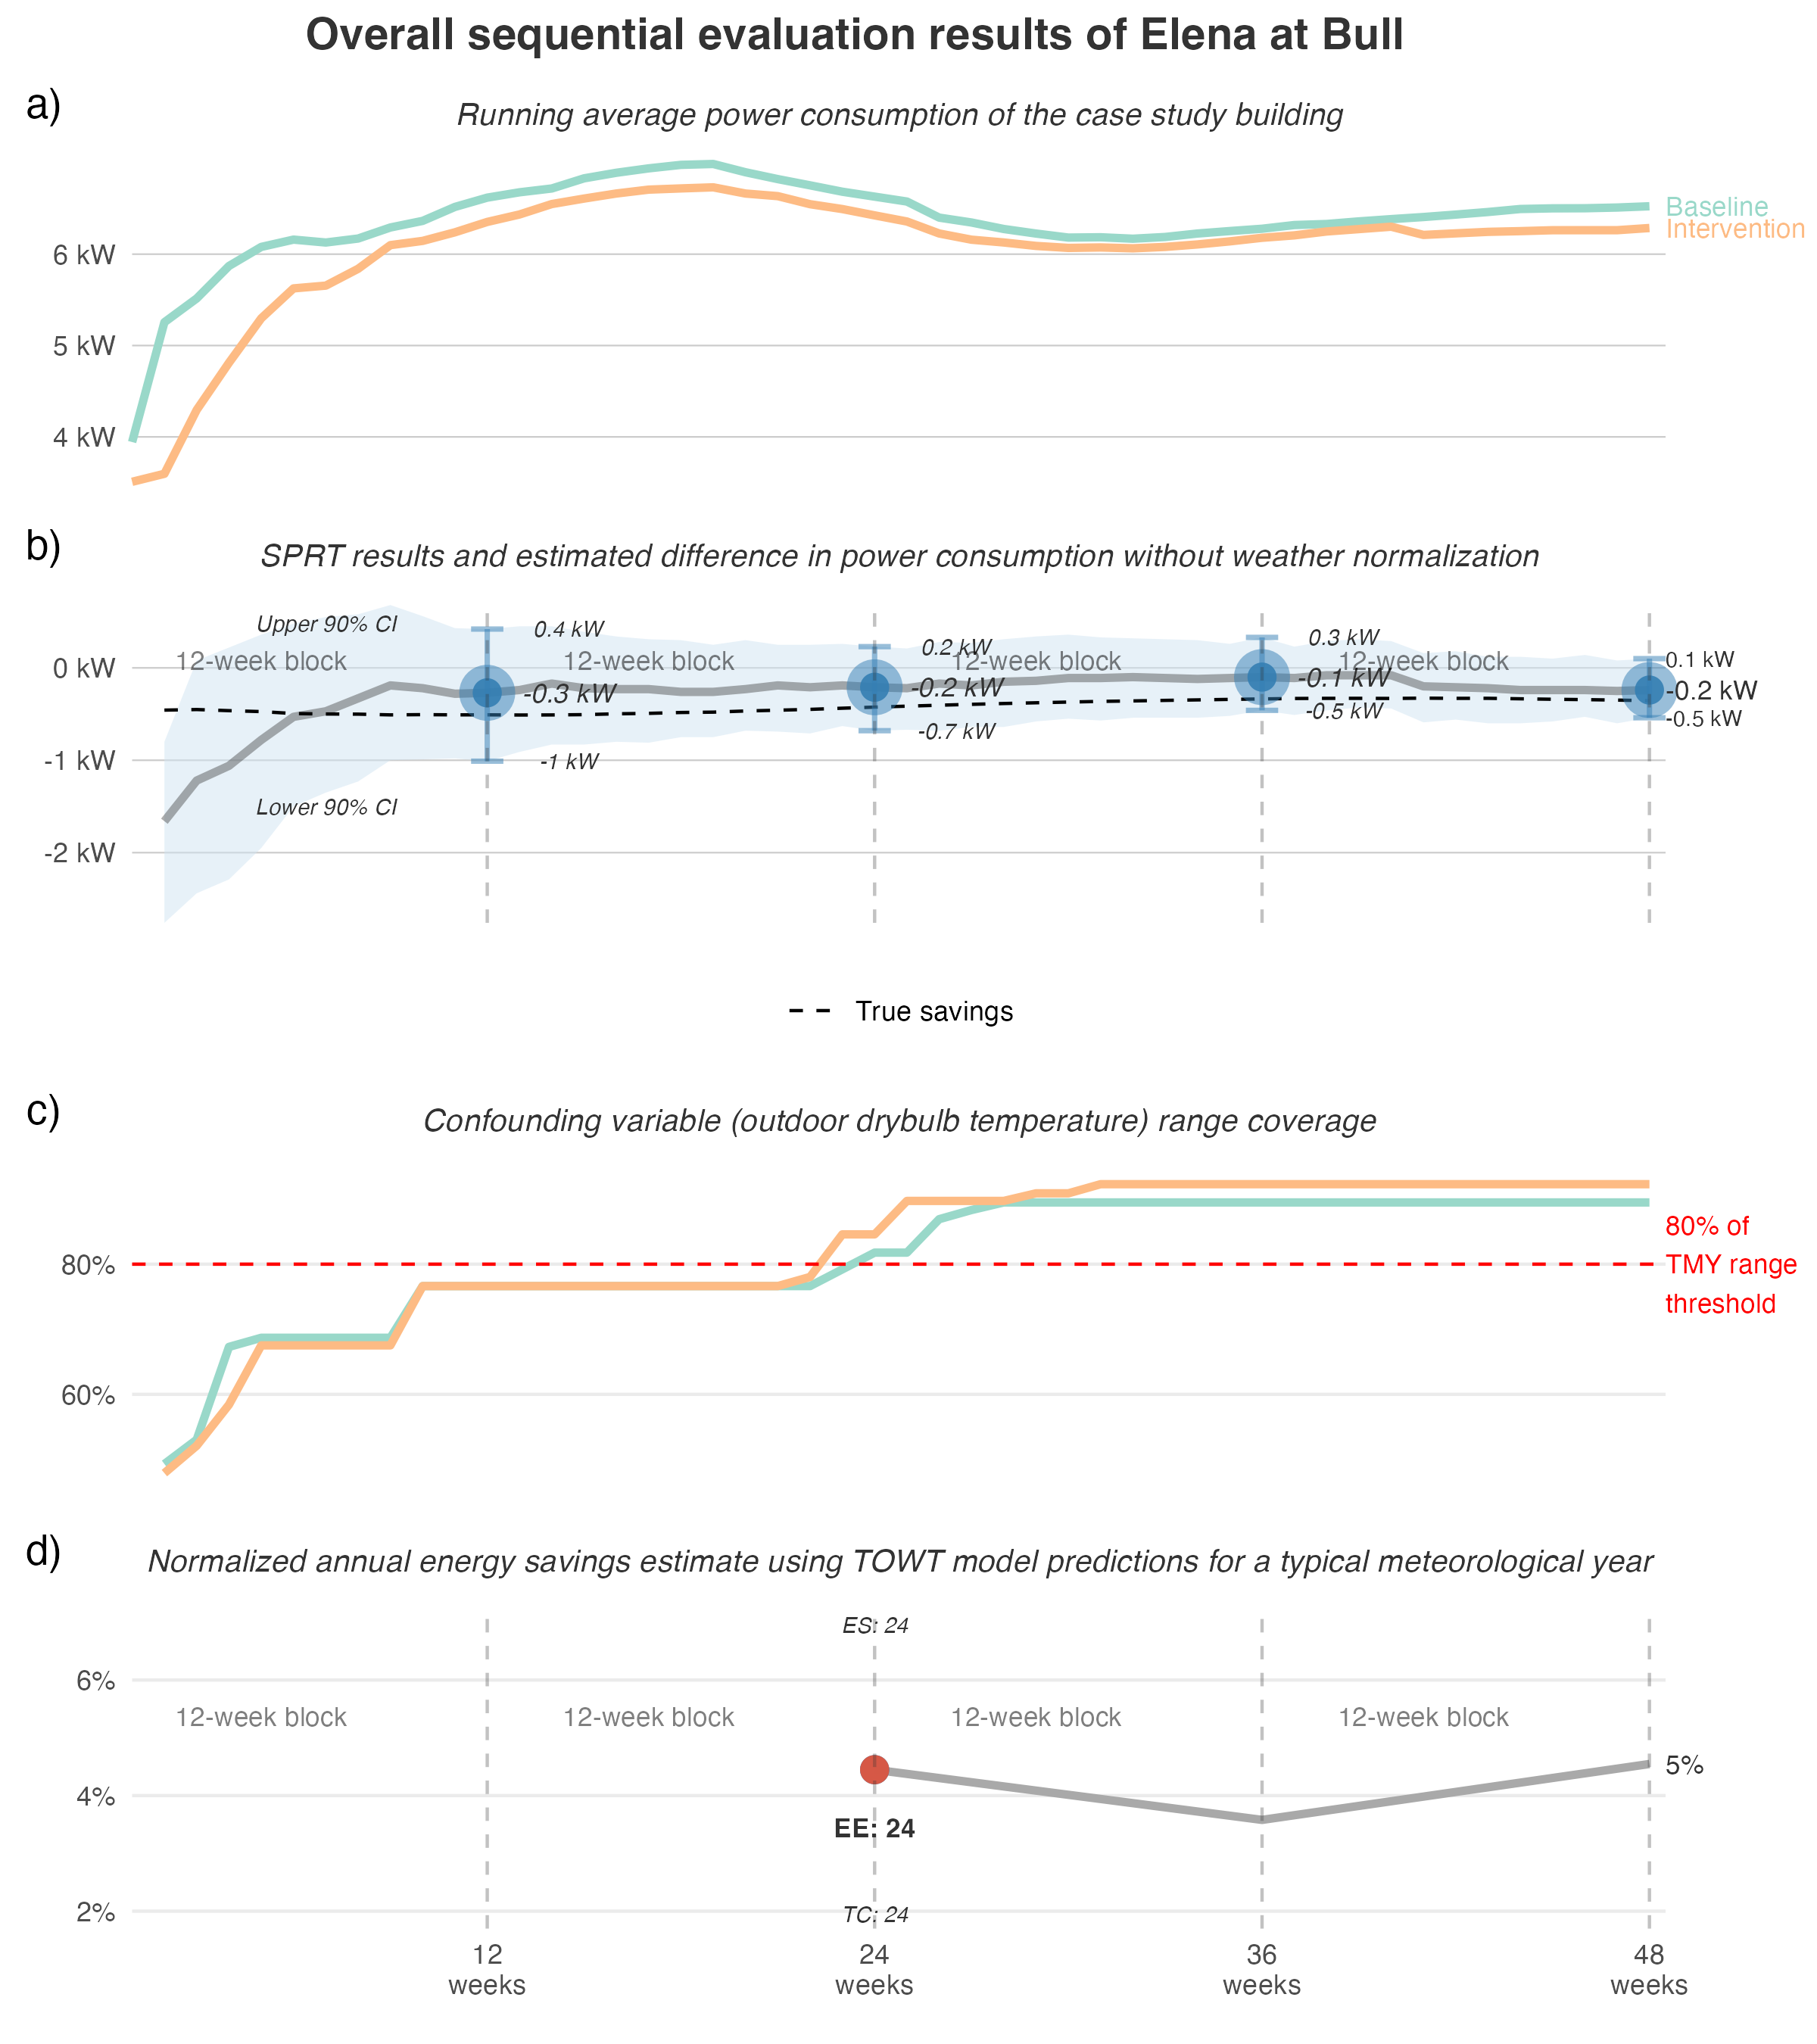 Overall sequential evaluation results of Elena at Bull
a)
Running average power consumption of the case study building
Baseline
Intervention
6 kW
5 kW
4 kW
b)
SPRT results and estimated difference in power consumption without weather normalization
Upper 90% CI
0.4 kW
0.2 kW
0.3 kW
0.1 kW
12-week block
12-week block
12-week block
12-week block
0 kW
-0.3 kW
-0.2 kW
-0.1 kW
-0.2 kW
-0.7 kW
-0.5 kW
-0.5 kW
-1 kW
-1 kW
Lower 90% CI
-2 kW
True savings
c)
Confounding variable (outdoor drybulb temperature) range coverage
80% of
TMY range
threshold
80%
60%
d)
Normalized annual energy savings estimate using TOWT model predictions for a typical meteorological year
ES: 24
6%
12-week block
12-week block
12-week block
12-week block
5%
4%
EE: 24
2%
TC: 24
12
weeks
24
weeks
36
weeks
48
weeks